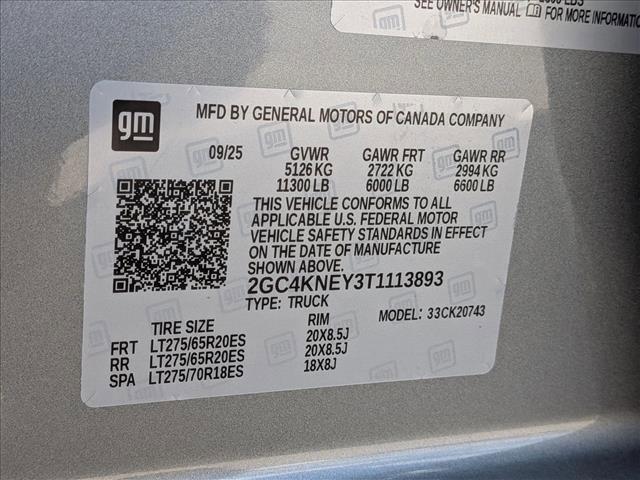 SEE OWNER'S MANUAL FOR MORE INFORMATIO
gm
MFD BY GENERAL MOTORS OF CANADA COMPANY
09/25 GVWR GAWR FRT GAWR RR
5126 KG 2722 KG 2994 KG
11300 LB 6000 LB 6600 LB
THIS VEHICLE CONFORMS TO ALL
APPLICABLE U.S. FEDERAL MOTOR
VEHICLE SAFETY STANDARDS IN EFFECT
ON THE DATE OF MANUFACTURE
SHOWN ABOVE.
2GC4KNEY3T1113893
TYPE: TRUCK MODEL: 33CK20743
TIRE SIZE RIM
FRT LT275/65R20ES 20X8.5J
RR LT275/65R20ES 20X8.5J
SPA LT275/70R18ES 18X8J